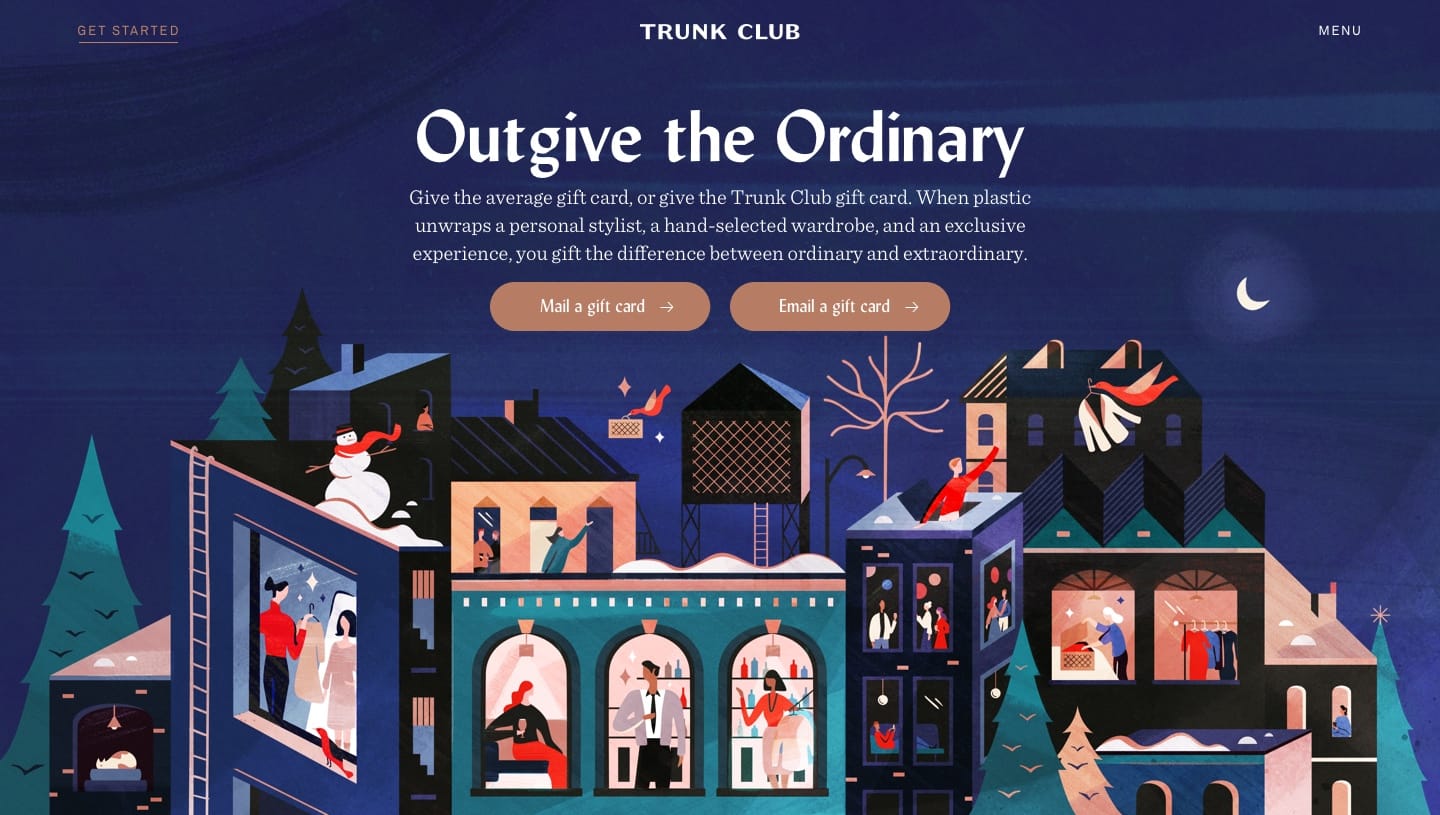 GET STARTED
TRUNK CLUB
MENU
Outgive the Ordinary
Give the average gift card, or give the Trunk Club gift card. When plastic
unwraps a personal stylist, a hand-selected wardrobe, and an exclusive
experience, you gift the difference between ordinary and extraordinary.
Mail a gift card →
Email a gift card →